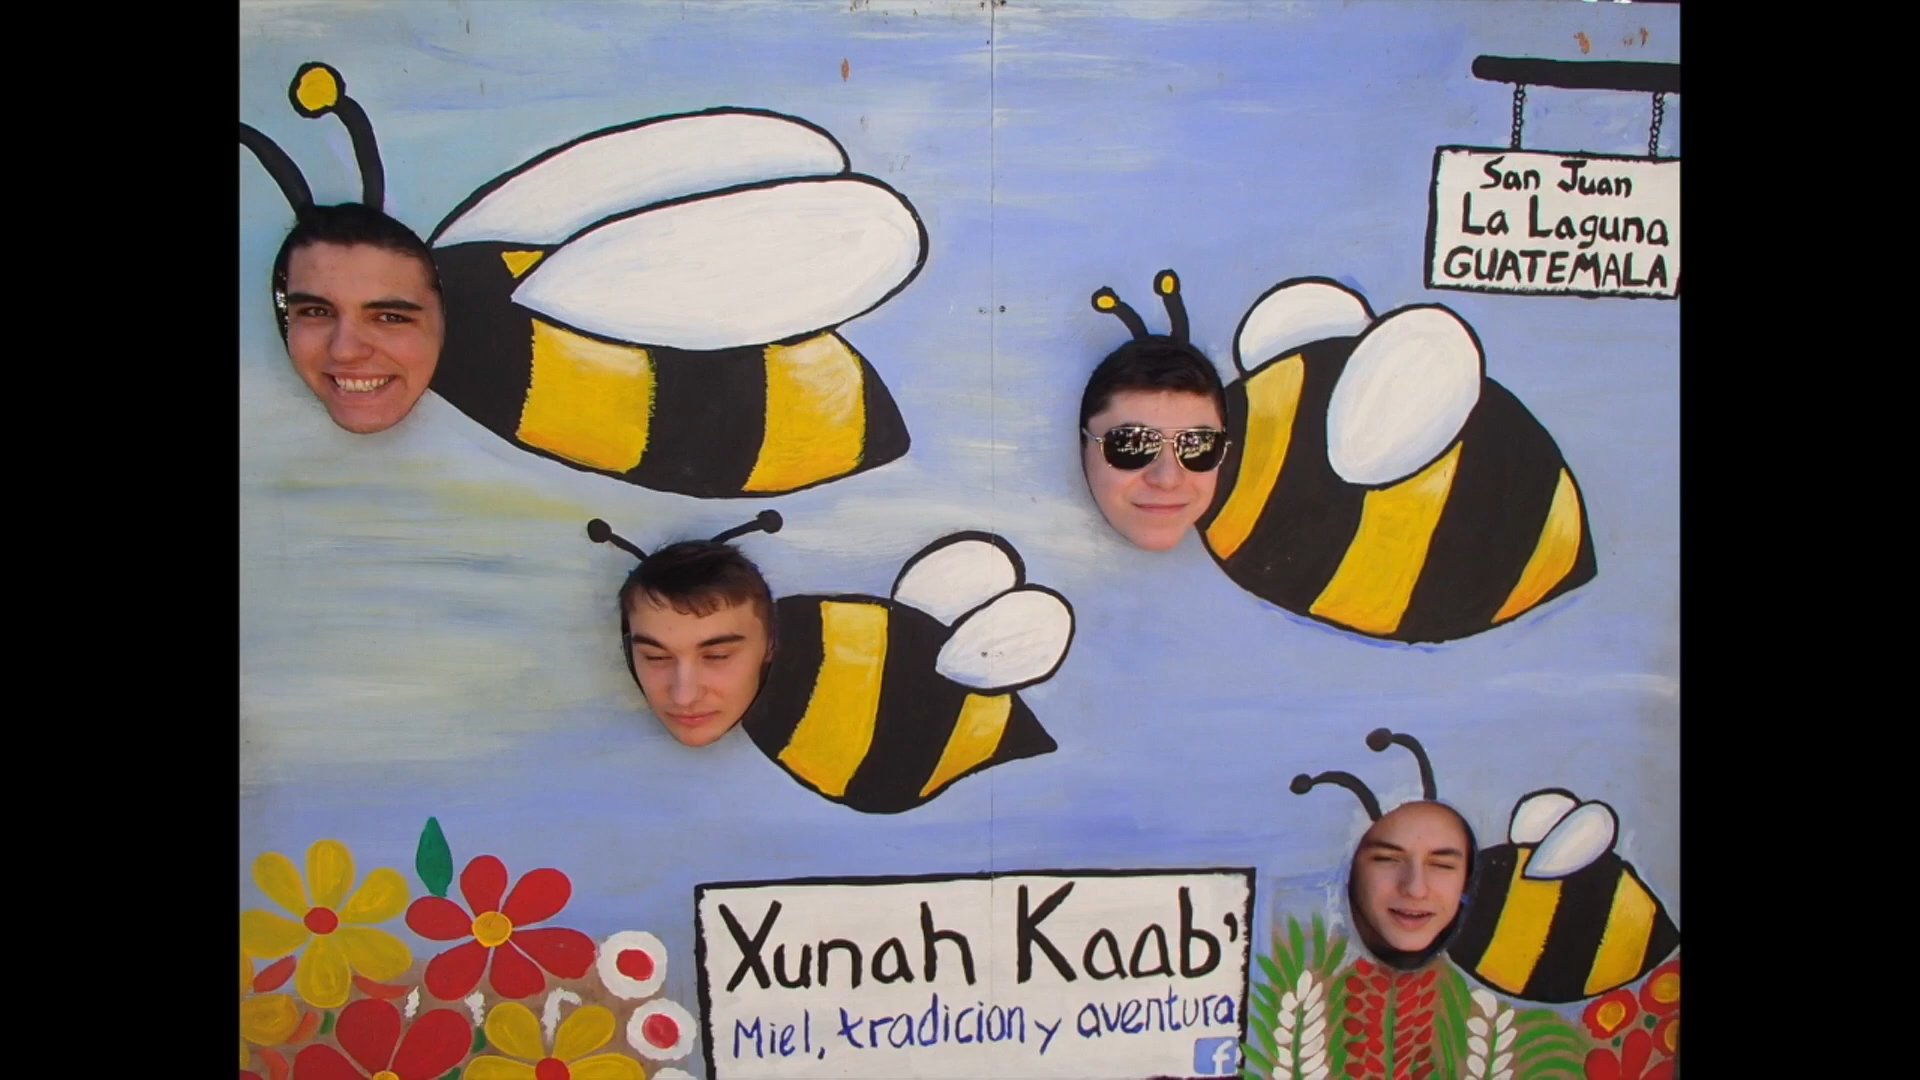 San Juan
La Laguna
GUATEMALA
Xunah Kaab'
Miel, tradicion y aventura
f